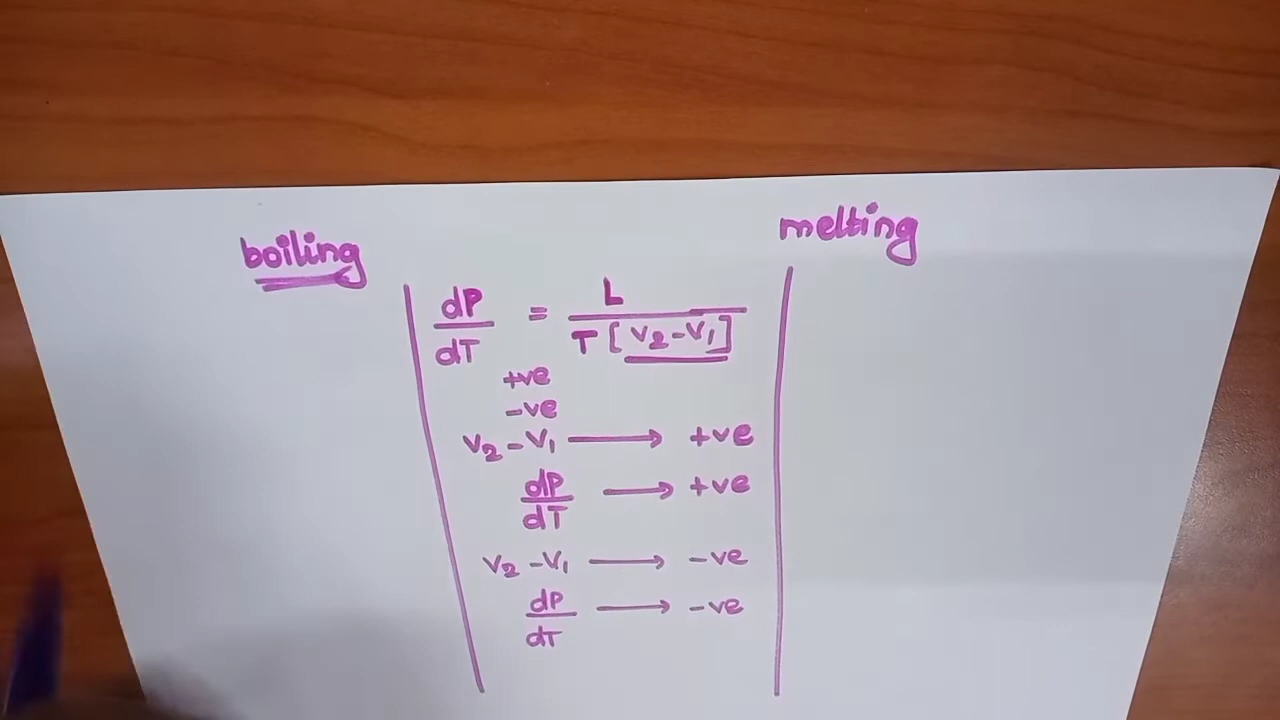 boiling
melting
dP/dT = L/T[V₂-V₁]
+ve
-ve
V₂-V₁ ⟶ +ve
dP/dT ⟶ +ve
V₂-V₁ ⟶ -ve
dP/dT ⟶ -ve